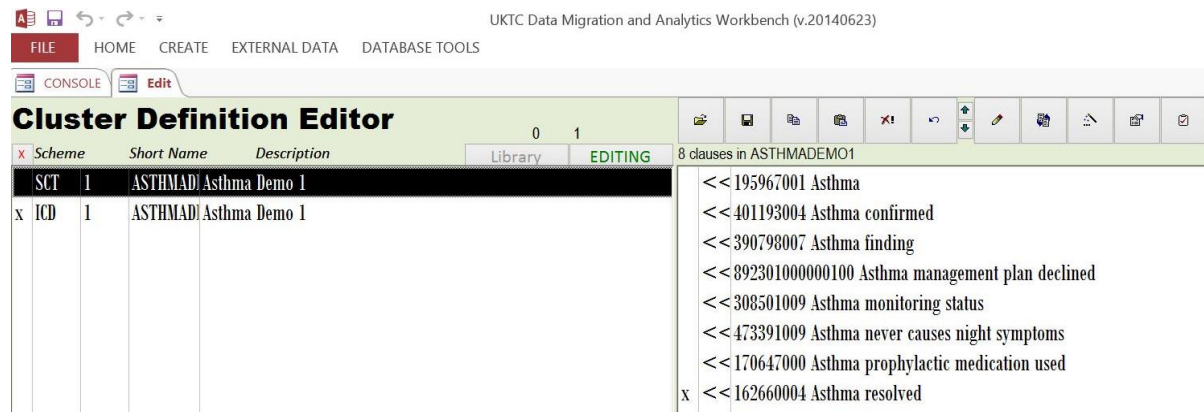 UKTC Data Migration and Analytics Workbench (v.20140623)
FILE HOME CREATE EXTERNAL DATA DATABASE TOOLS
CONSOLE Edit
Cluster Definition Editor
0 1
x Scheme Short Name Description Library EDITING
8 clauses in ASTHMADEMO1
SCT 1 ASTHMAD Asthma Demo 1
x ICD 1 ASTHMAD Asthma Demo 1
<< 195967001 Asthma
<< 401193004 Asthma confirmed
<< 390798007 Asthma finding
<< 892301000000100 Asthma management plan declined
<< 308501009 Asthma monitoring status
<< 473391009 Asthma never causes night symptoms
<< 170647000 Asthma prophylactic medication used
x << 162660004 Asthma resolved